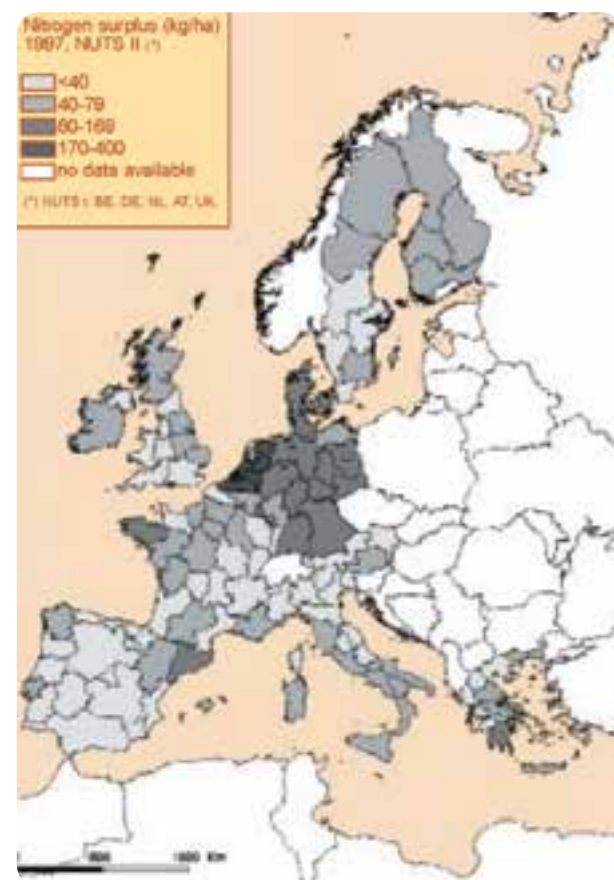 Nitrogen surplus (kg/ha)
1997, NUTS II (*)
<40
40-79
80-169
170-400
no data available
(*) NUTS I: BE, DE, NL, AT, UK
km